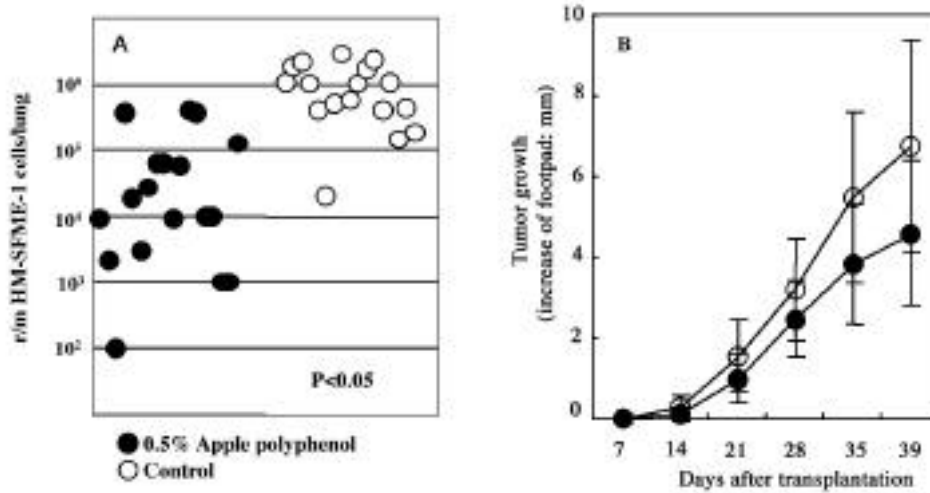 A
r/m HM-SFME-1 cells/lung
10⁶
10⁵
10⁴
10³
10²
P<0.05
0.5% Apple polyphenol
Control
B
Tumor growth
(increase of footpad: mm)
10
8
6
4
2
0
7 14 21 28 35 39
Days after transplantation